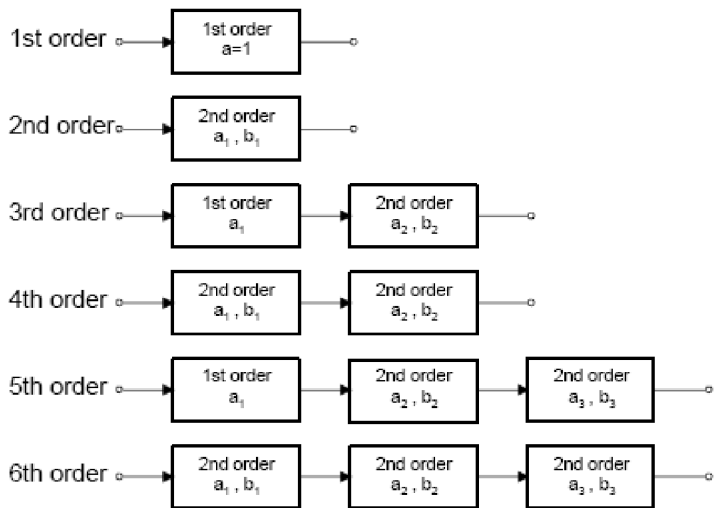 1st order
1st order
a=1
2nd order
2nd order
a₁ , b₁
3rd order
1st order
a₁
2nd order
a₂ , b₂
4th order
2nd order
a₁ , b₁
2nd order
a₂ , b₂
5th order
1st order
a₁
2nd order
a₂ , b₂
2nd order
a₃ , b₃
6th order
2nd order
a₁ , b₁
2nd order
a₂ , b₂
2nd order
a₃ , b₃